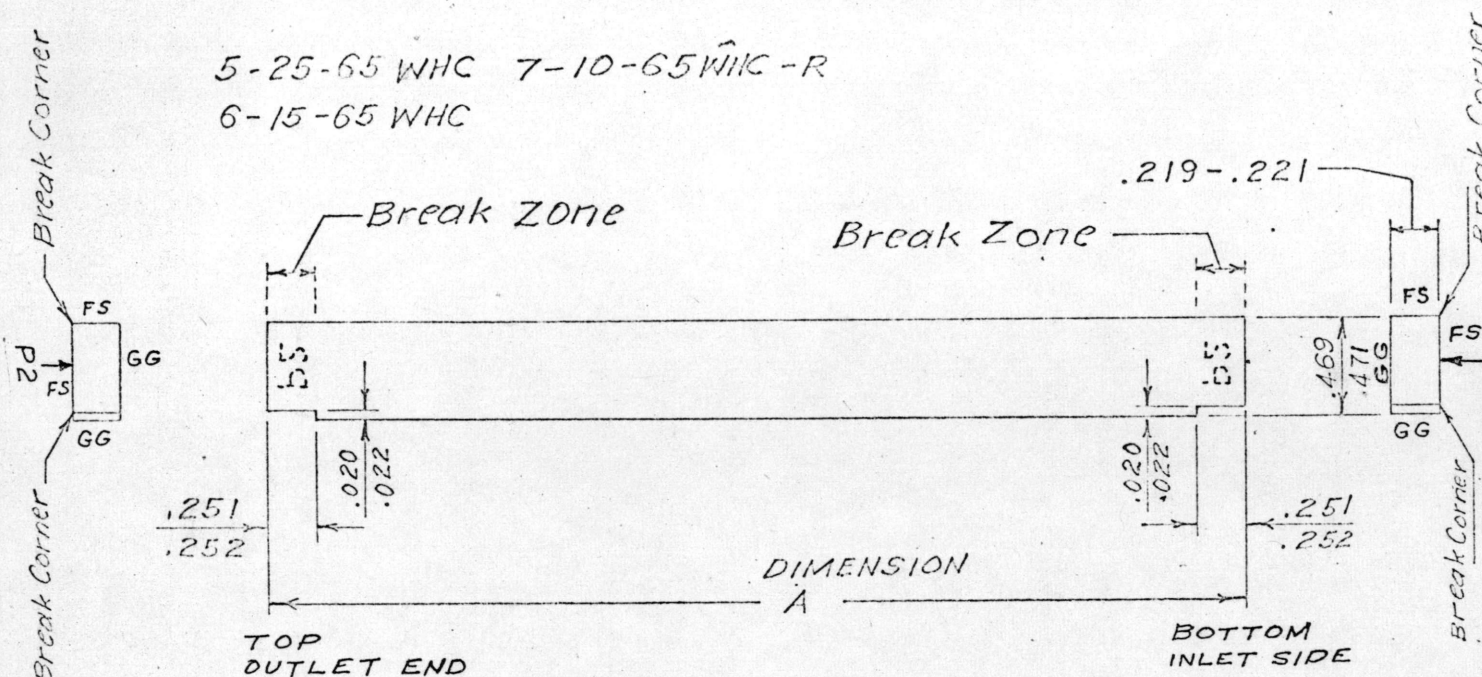 5-25-65 WHC 7-10-65 WHC-R
6-15-65 WHC
Break Corner
Break Corner
.219-.221
Break Zone
Break Zone
FS
FS
P2
FS
GG
GG
FS
GG
GG
.469
.471
.020
.022
.020
.022
.251
.252
.251
.252
DIMENSION
A
Break Corner
Break Corner
TOP
OUTLET END
BOTTOM
INLET SIDE